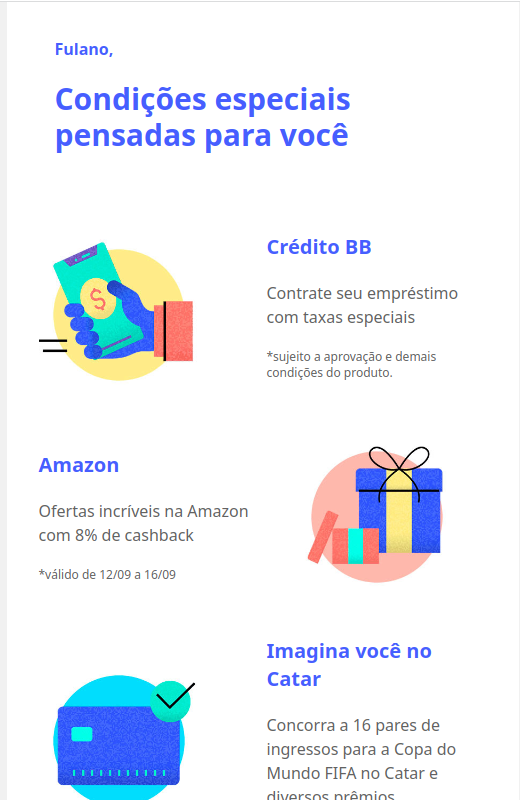 Fulano,
Condições especiais
pensadas para você
Crédito BB
Contrate seu empréstimo
com taxas especiais
*sujeito a aprovação e demais
condições do produto.
$
Amazon
Ofertas incríveis na Amazon
com 8% de cashback
*válido de 12/09 a 16/09
Imagina você no
Catar
Concorra a 16 pares de
ingressos para a Copa do
Mundo FIFA no Catar e
diversos prêmios